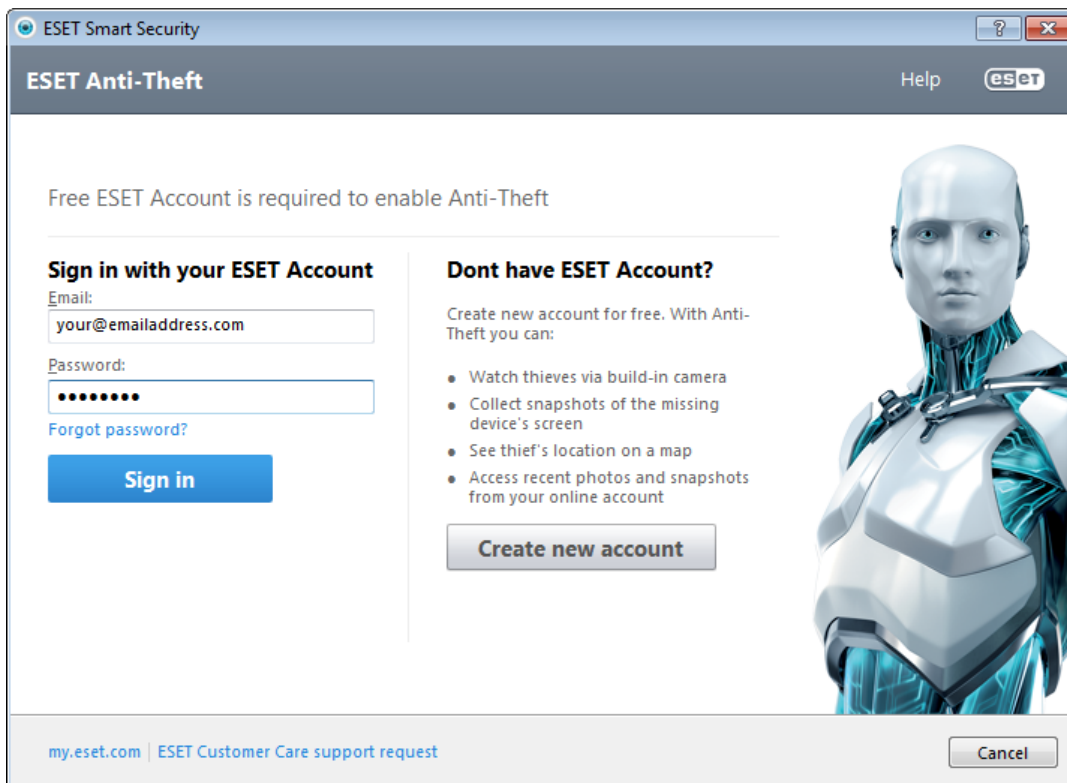 ESET Smart Security
?
ESET Anti-Theft
Help
eseT
Free ESET Account is required to enable Anti-Theft
Sign in with your ESET Account
Email:
your@emailaddress.com
Password:
Forgot password?
Sign in
Dont have ESET Account?
Create new account for free. With Anti-
Theft you can:
Watch thieves via build-in camera
Collect snapshots of the missing
device's screen
See thief's location on a map
Access recent photos and snapshots
from your online account
Create new account
my.eset.com | ESET Customer Care support request
Cancel